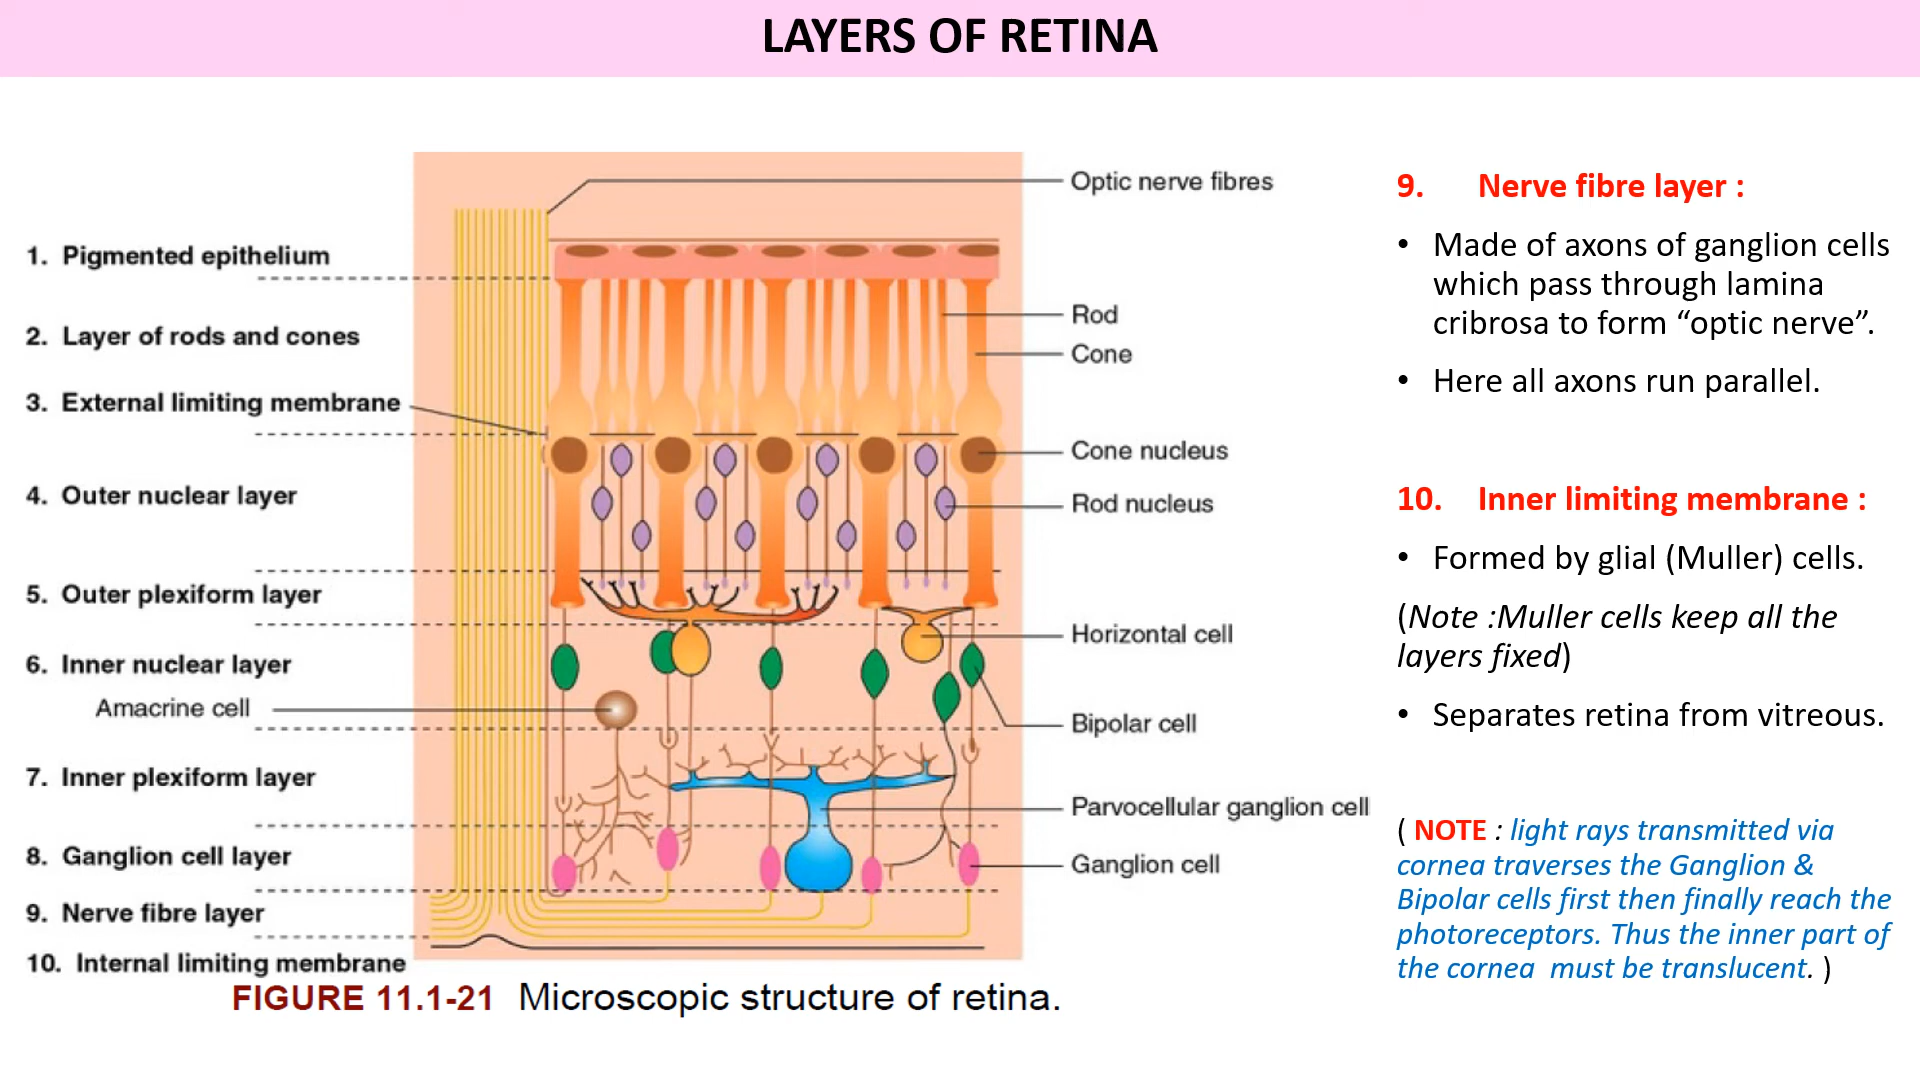 LAYERS OF RETINA
Optic nerve fibres
1. Pigmented epithelium
Rod
2. Layer of rods and cones
Cone
3. External limiting membrane
Cone nucleus
4. Outer nuclear layer
Rod nucleus
5. Outer plexiform layer
Horizontal cell
6. Inner nuclear layer
Amacrine cell
Bipolar cell
7. Inner plexiform layer
Parvocellular ganglion cell
8. Ganglion cell layer
Ganglion cell
9. Nerve fibre layer
10. Internal limiting membrane
FIGURE 11.1-21 Microscopic structure of retina.
9. Nerve fibre layer :
• Made of axons of ganglion cells
which pass through lamina
cribrosa to form “optic nerve”.
• Here all axons run parallel.
10. Inner limiting membrane :
• Formed by glial (Muller) cells.
(Note :Muller cells keep all the
layers fixed)
• Separates retina from vitreous.
( NOTE : light rays transmitted via
cornea traverses the Ganglion &
Bipolar cells first then finally reach the
photoreceptors. Thus the inner part of
the cornea must be translucent. )